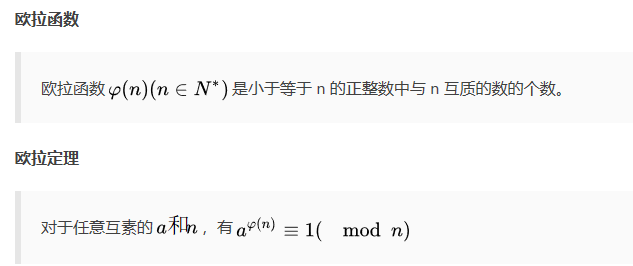 欧拉函数
欧拉函数 φ(n)(n ∈ N*) 是小于等于 n 的正整数中与 n 互质的数的个数。
欧拉定理
对于任意互素的 a和n ，有 a^φ(n) ≡ 1( mod n)